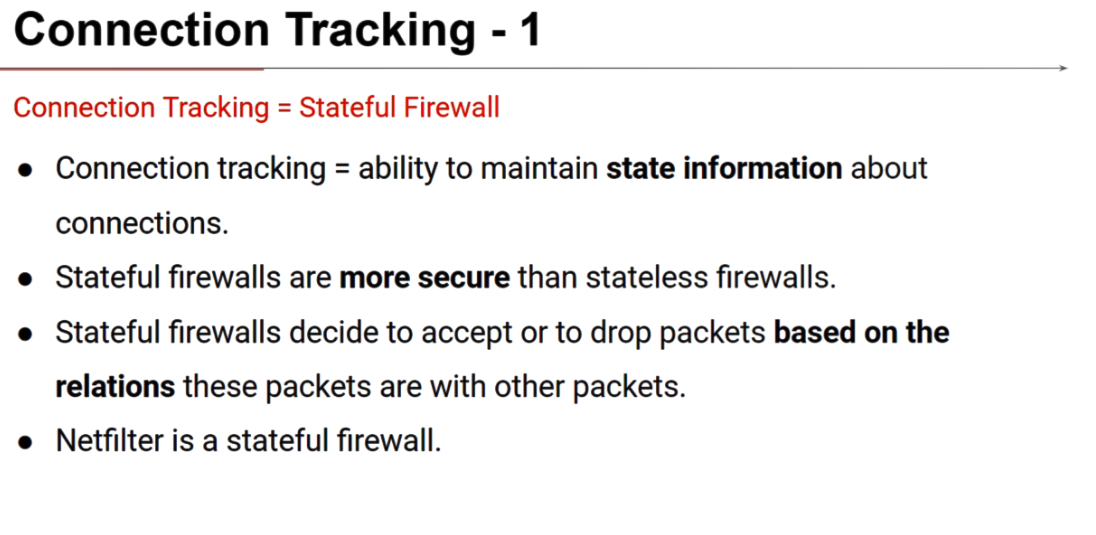 Connection Tracking - 1
Connection Tracking = Stateful Firewall
● Connection tracking = ability to maintain state information about
connections.
● Stateful firewalls are more secure than stateless firewalls.
● Stateful firewalls decide to accept or to drop packets based on the
relations these packets are with other packets.
● Netfilter is a stateful firewall.